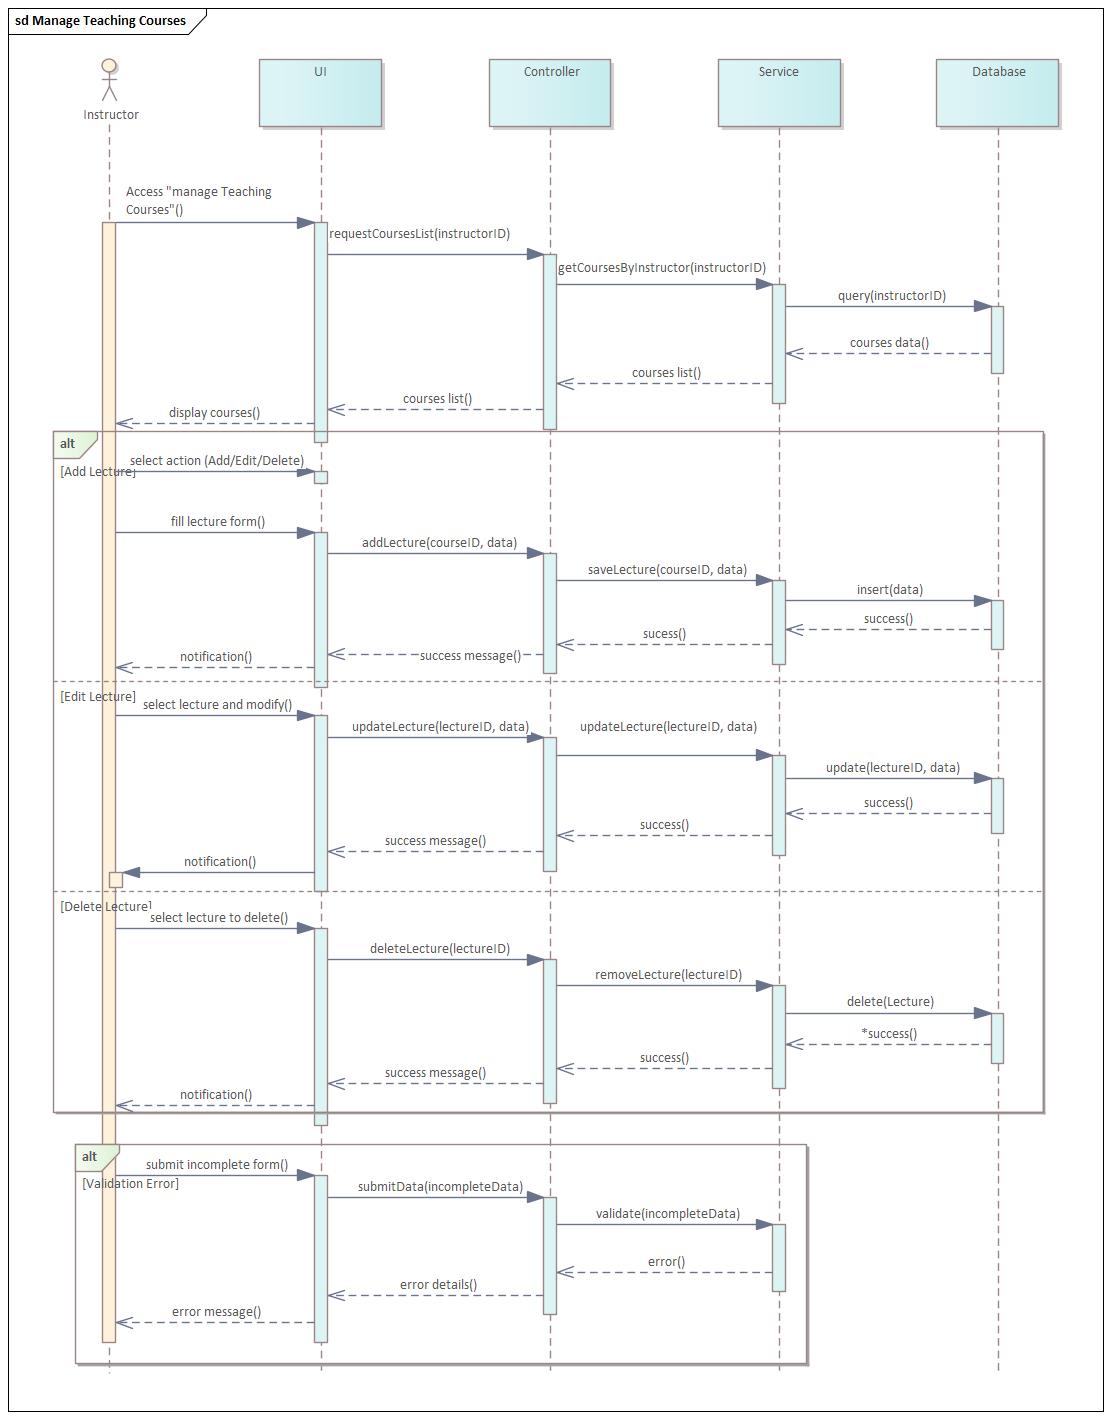 sd Manage Teaching Courses
Instructor
UI
Controller
Service
Database
Access "manage Teaching
Courses"()
requestCoursesList(instructorID)
getCoursesByInstructor(instructorID)
query(instructorID)
courses data()
courses list()
courses list()
display courses()
alt
select action (Add/Edit/Delete)
[Add Lecture]
fill lecture form()
addLecture(courseID, data)
saveLecture(courseID, data)
insert(data)
success()
sucess()
success message()
notification()
[Edit Lecture]
select lecture and modify()
updateLecture(lectureID, data)
updateLecture(lectureID, data)
update(lectureID, data)
success()
success()
success message()
notification()
[Delete Lecture]
select lecture to delete()
deleteLecture(lectureID)
removeLecture(lectureID)
delete(Lecture)
*success()
success()
success message()
notification()
alt
submit incomplete form()
[Validation Error]
submitData(incompleteData)
validate(incompleteData)
error()
error details()
error message()